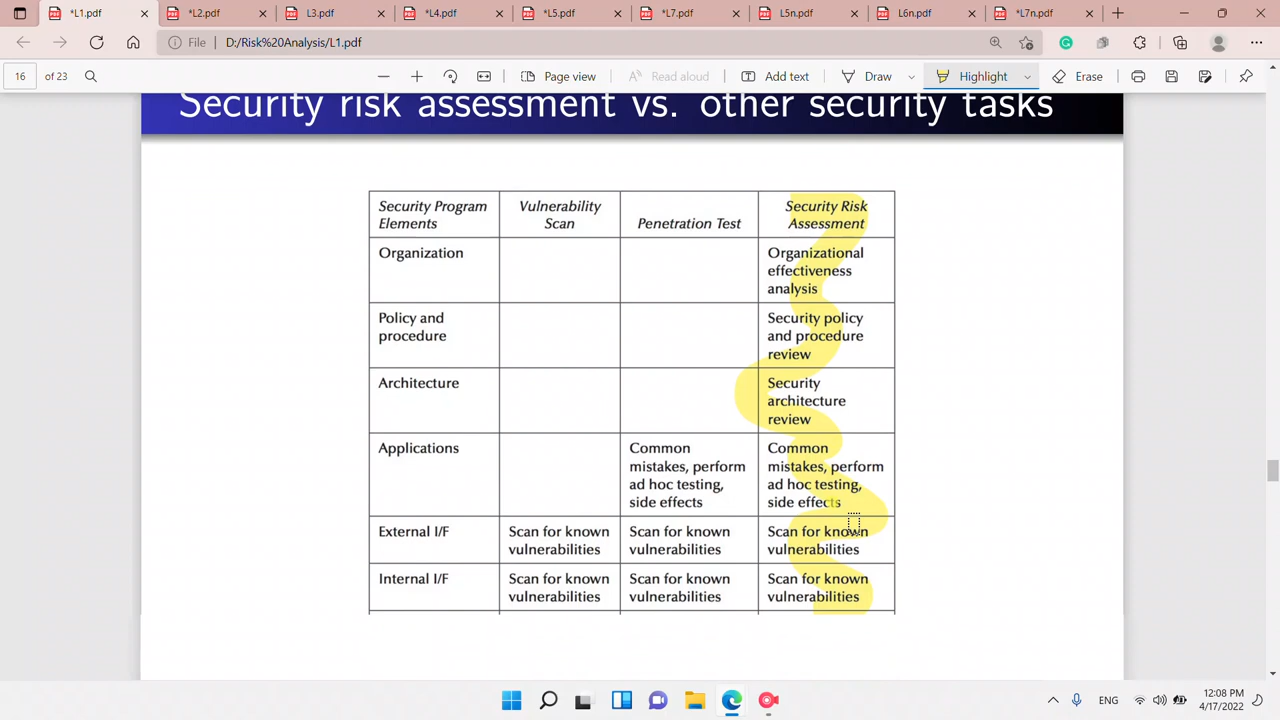 *L1.pdf
*L2.pdf
L3.pdf
*L4.pdf
*L5.pdf
*L7.pdf
L5n.pdf
L6n.pdf
*L7n.pdf
File
D:/Risk%20Analysis/L1.pdf
16 of 23
Page view
Read aloud
Add text
Draw
Highlight
Erase
Security risk assessment vs. other security tasks
Security Program
Elements
Vulnerability
Scan
Penetration Test
Security Risk
Assessment
Organization
Organizational
effectiveness
analysis
Policy and
procedure
Security policy
and procedure
review
Architecture
Security
architecture
review
Applications
Common
mistakes, perform
ad hoc testing,
side effects
Common
mistakes, perform
ad hoc testing,
side effects
External I/F
Scan for known
vulnerabilities
Scan for known
vulnerabilities
Scan for known
vulnerabilities
Internal I/F
Scan for known
vulnerabilities
Scan for known
vulnerabilities
Scan for known
vulnerabilities
ENG
12:08 PM
4/17/2022